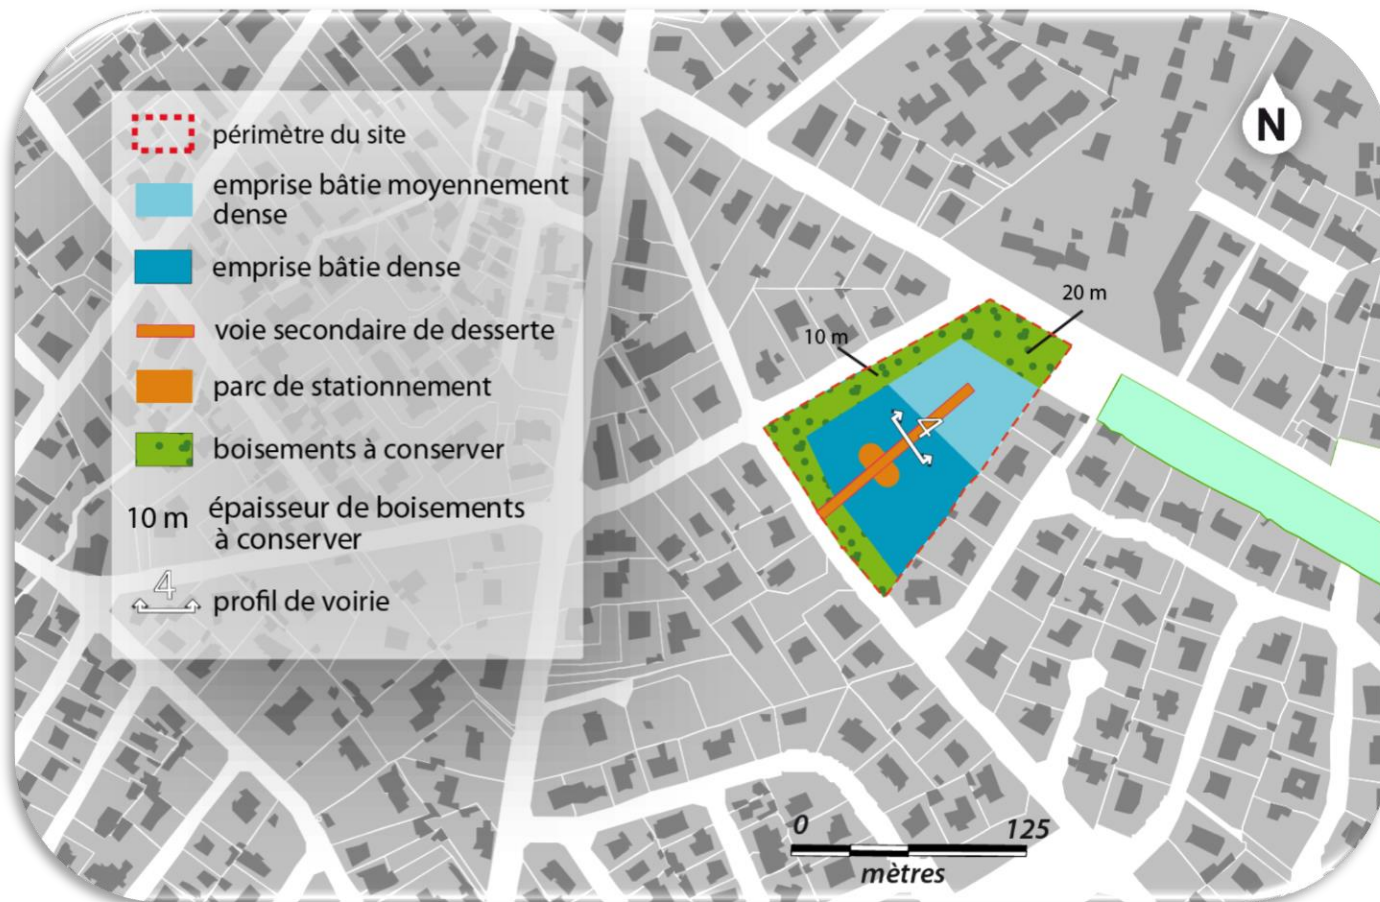 N
périmètre du site
emprise bâtie moyennement
dense
emprise bâtie dense
voie secondaire de desserte
parc de stationnement
boisements à conserver
10 m
épaisseur de boisements
à conserver
4
profil de voirie
20 m
10 m
4
0
125
mètres